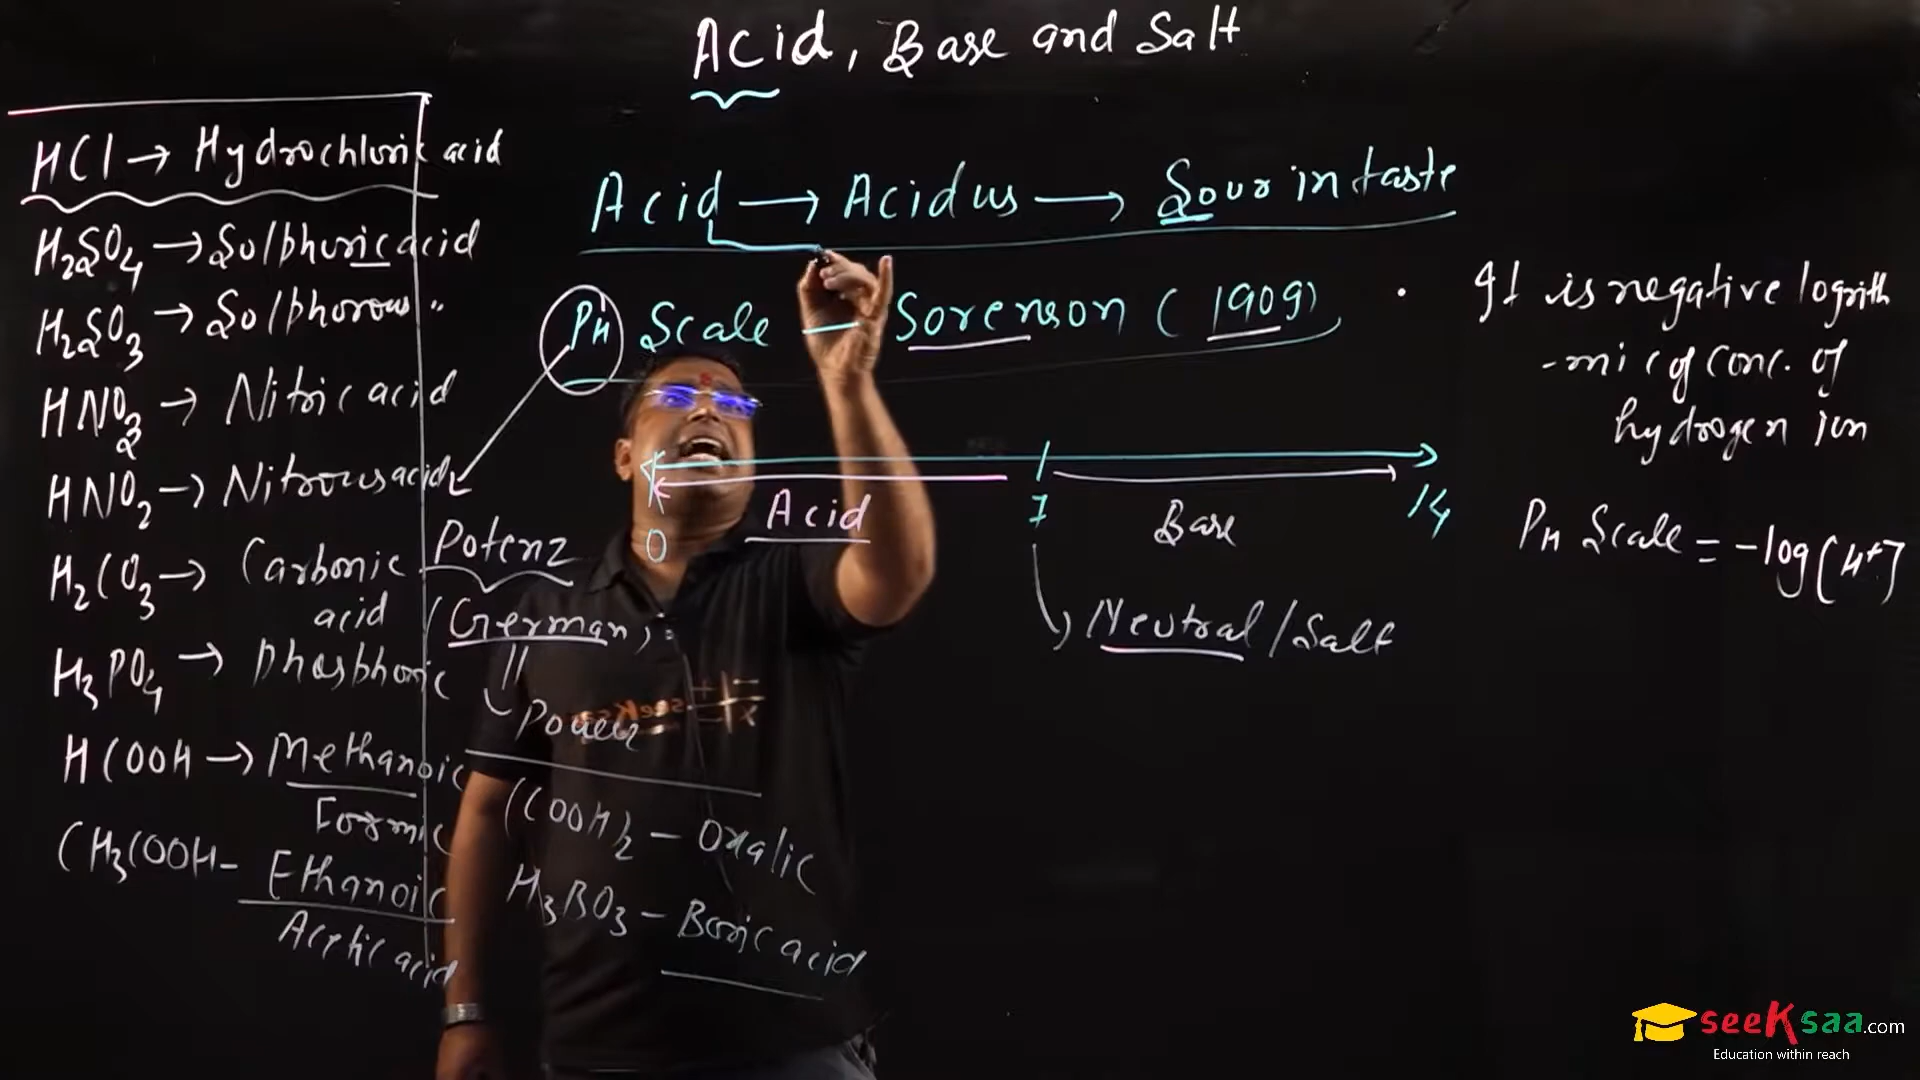 Acid, Base and Salt
HCl → Hydrochloric acid
H2SO4 → Sulphuric acid
H2SO3 → Sulphorous "
HNO3 → Nitric acid
HNO2 → Nitrous acid
H2CO3 → Carbonic
acid
H3PO4 → Phosphoric
HCOOH → Methanoic
Formic
CH3COOH - Ethanoic
Acetic acid
Acid → Acidus → Sour in taste
PH Scale — Sorenson (1909)
0 Acid 7 Base 14
Neutral / Salt
Potenz
(German)
Power
(COOH)2 - Oxalic
H3BO3 - Boric acid
• It is negative logrith
-mic of conc. of
hydrogen ion
PH Scale = -log[H+]
seeKsaa
seeKsaa.com
Education within reach